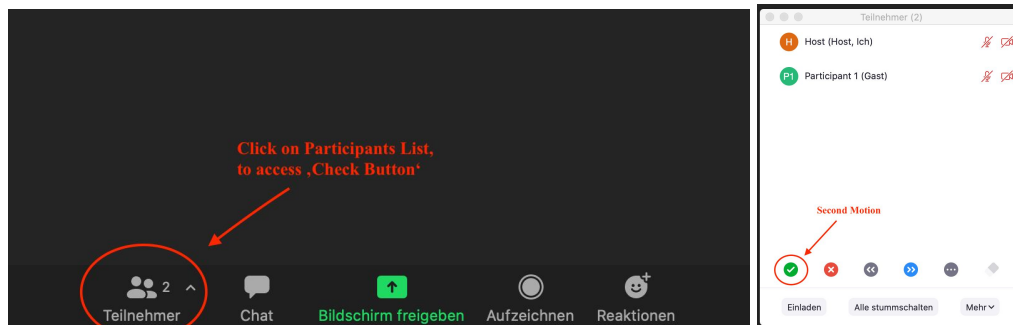 Click on Participants List,
to access ‚Check Button‘
2
Teilnehmer
Chat
Bildschirm freigeben
Aufzeichnen
Reaktionen
Teilnehmer (2)
H Host (Host, Ich)
P1 Participant 1 (Gast)
Second Motion
Einladen
Alle stummschalten
Mehr